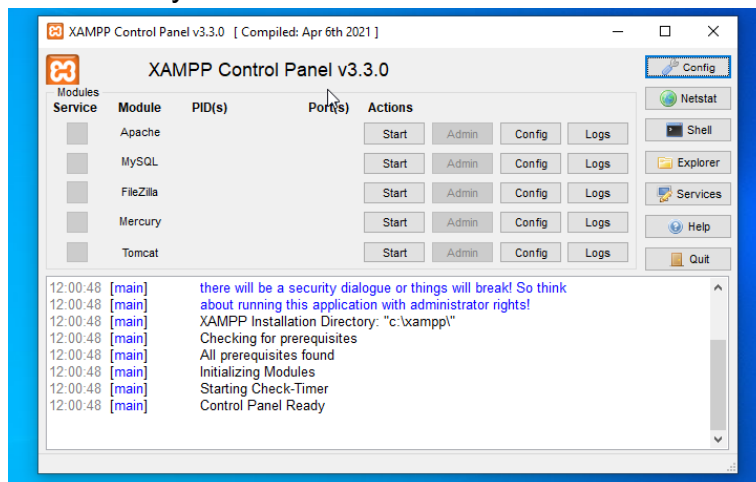 XAMPP Control Panel v3.3.0 [ Compiled: Apr 6th 2021 ]
XAMPP Control Panel v3.3.0
Config
Modules
Service Module PID(s) Port(s) Actions
Netstat
Apache Start Admin Config Logs
Shell
MySQL Start Admin Config Logs
Explorer
FileZilla Start Admin Config Logs
Services
Mercury Start Admin Config Logs
Help
Tomcat Start Admin Config Logs
Quit
12:00:48 [main] there will be a security dialogue or things will break! So think
12:00:48 [main] about running this application with administrator rights!
12:00:48 [main] XAMPP Installation Directory: "c:\xampp\"
12:00:48 [main] Checking for prerequisites
12:00:48 [main] All prerequisites found
12:00:48 [main] Initializing Modules
12:00:48 [main] Starting Check-Timer
12:00:48 [main] Control Panel Ready